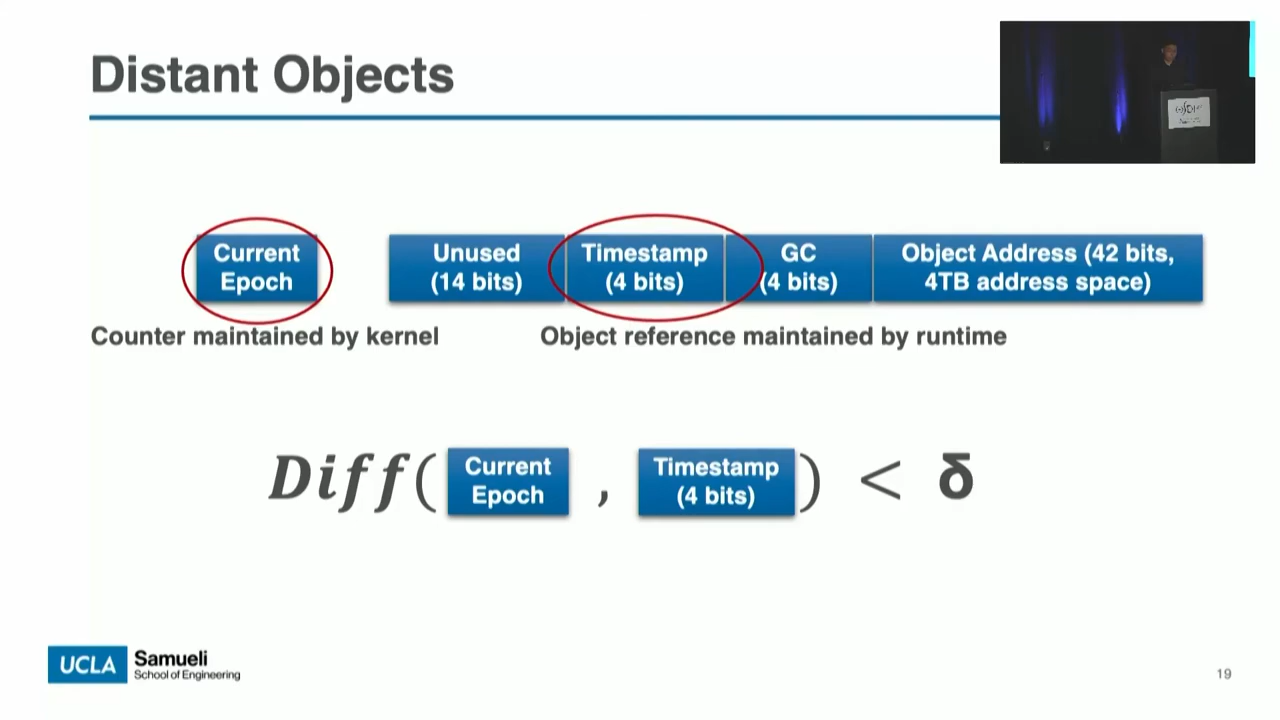 Distant Objects
Current
Epoch
Unused
(14 bits)
Timestamp
(4 bits)
GC
(4 bits)
Object Address (42 bits,
4TB address space)
Counter maintained by kernel
Object reference maintained by runtime
Diff( Current Epoch , Timestamp (4 bits) ) < δ
UCLA
Samueli
School of Engineering
19